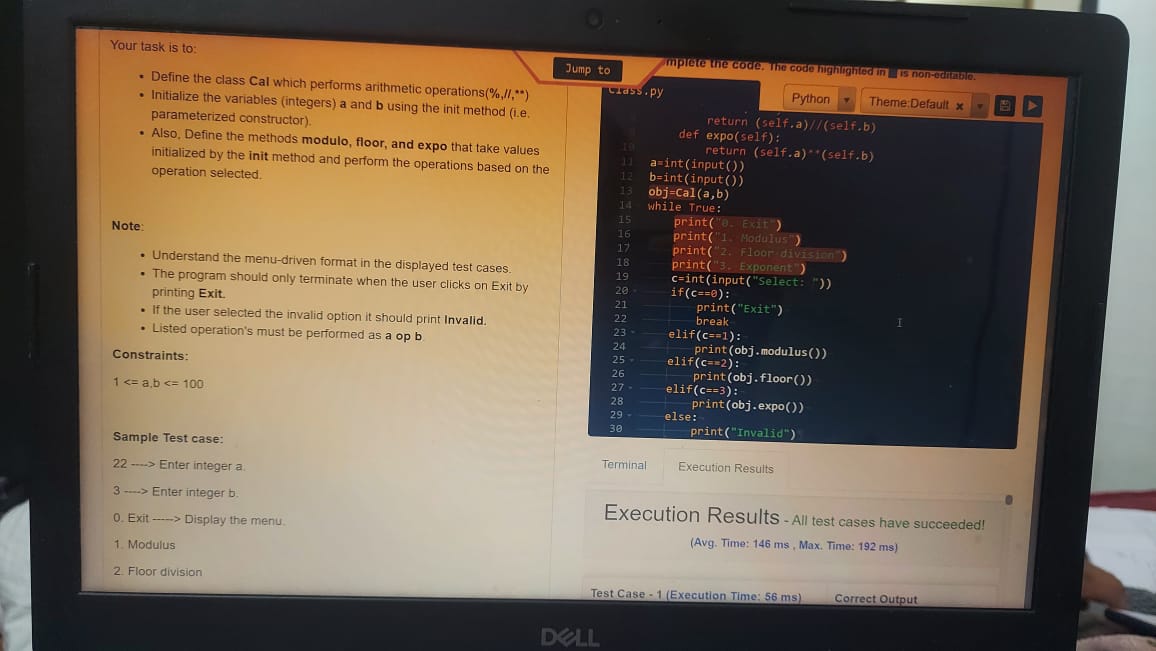 Your task is to:
• Define the class Cal which performs arithmetic operations(%,//,**)
• Initialize the variables (integers) a and b using the init method (i.e.
parameterized constructor).
• Also, Define the methods modulo, floor, and expo that take values
initialized by the init method and perform the operations based on the
operation selected.
Note:
• Understand the menu-driven format in the displayed test cases.
• The program should only terminate when the user clicks on Exit by
printing Exit.
• If the user selected the invalid option it should print Invalid.
• Listed operation's must be performed as a op b
Constraints:
1 <= a,b <= 100
Sample Test case:
22 ----> Enter integer a.
3 ----> Enter integer b.
0. Exit -----> Display the menu.
1. Modulus
2. Floor division
Jump to
mplete the code. The code highlighted in is non-editable.
Class.py
Python
Theme:Default x
return (self.a)//(self.b)
def expo(self):
10 return (self.a)**(self.b)
11 a=int(input())
12 b=int(input())
13 obj=Cal(a,b)
14 while True:
15 print("0. Exit")
16 print("1. Modulus")
17 print("2. Floor division")
18 print("3. Exponent")
19 c=int(input("Select: "))
20 if(c==0):
21 print("Exit")
22 break
23 elif(c==1):
24 print(obj.modulus())
25 elif(c==2):
26 print(obj.floor())
27 elif(c==3):
28 print(obj.expo())
29 else:
30 print("Invalid")
Terminal
Execution Results
Execution Results - All test cases have succeeded!
(Avg. Time: 146 ms , Max. Time: 192 ms)
Test Case - 1 (Execution Time: 56 ms)
Correct Output
DELL